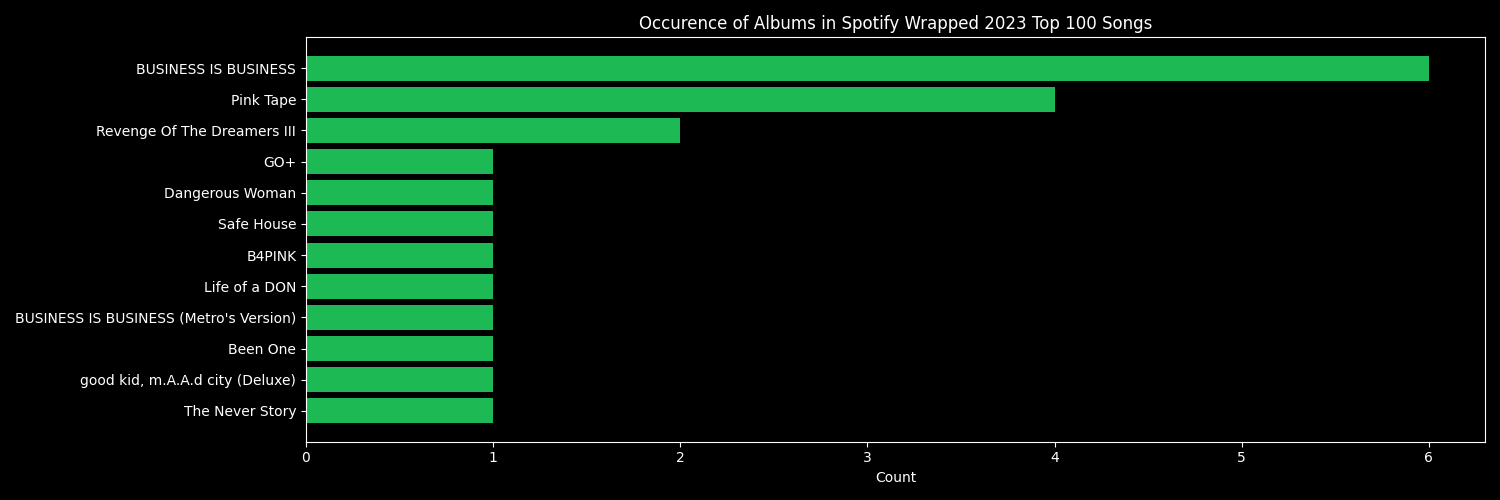 Occurence of Albums in Spotify Wrapped 2023 Top 100 Songs
BUSINESS IS BUSINESS
Pink Tape
Revenge Of The Dreamers III
GO+
Dangerous Woman
Safe House
B4PINK
Life of a DON
BUSINESS IS BUSINESS (Metro's Version)
Been One
good kid, m.A.A.d city (Deluxe)
The Never Story
0 1 2 3 4 5 6
Count